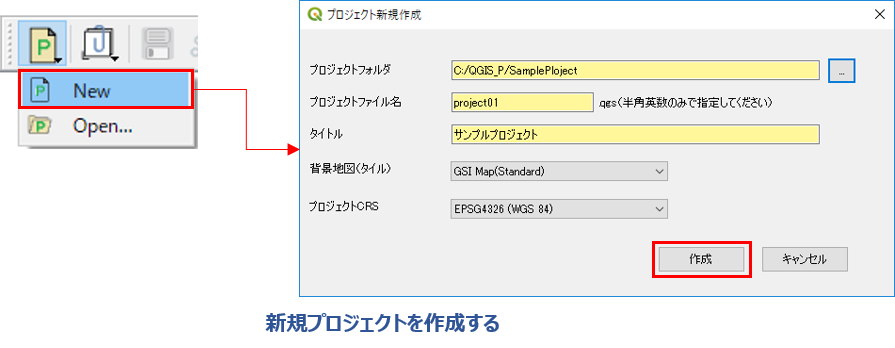 P
New
P
Open...
プロジェクト新規作成
プロジェクトフォルダ
C:/QGIS_P/SamplePloject
...
プロジェクトファイル名
project01
.qgs(半角英数のみで指定してください)
タイトル
サンプルプロジェクト
背景地図(タイル)
GSI Map(Standard)
プロジェクトCRS
EPSG4326 (WGS 84)
作成
キャンセル
新規プロジェクトを作成する